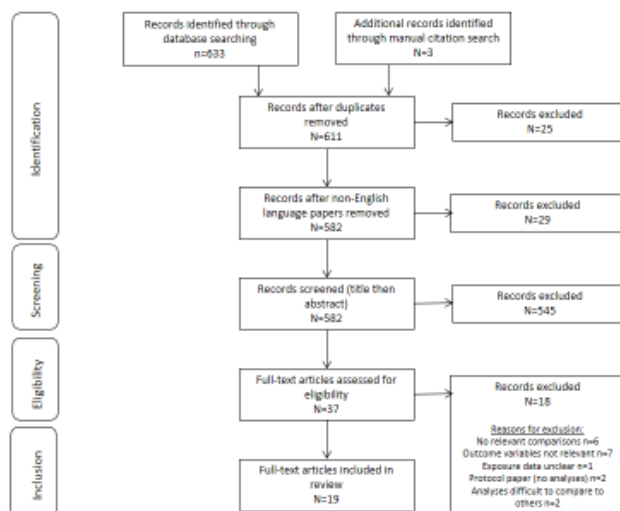 Records identified through
database searching
n=633
Additional records identified
through manual citation search
N=3
Identification
Records after duplicates
removed
N=611
Records excluded
N=25
Records after non-English
language papers removed
N=582
Records excluded
N=29
Screening
Records screened (title then
abstract)
N=582
Records excluded
N=545
Eligibility
Full-text articles assessed for
eligibility
N=37
Records excluded
N=18
Reasons for exclusion:
No relevant comparisons n=6
Outcome variables not relevant n=7
Exposure data unclear n=1
Protocol paper (no analyses) n=2
Analyses difficult to compare to
others n=2
Inclusion
Full-text articles included in
review
N=19